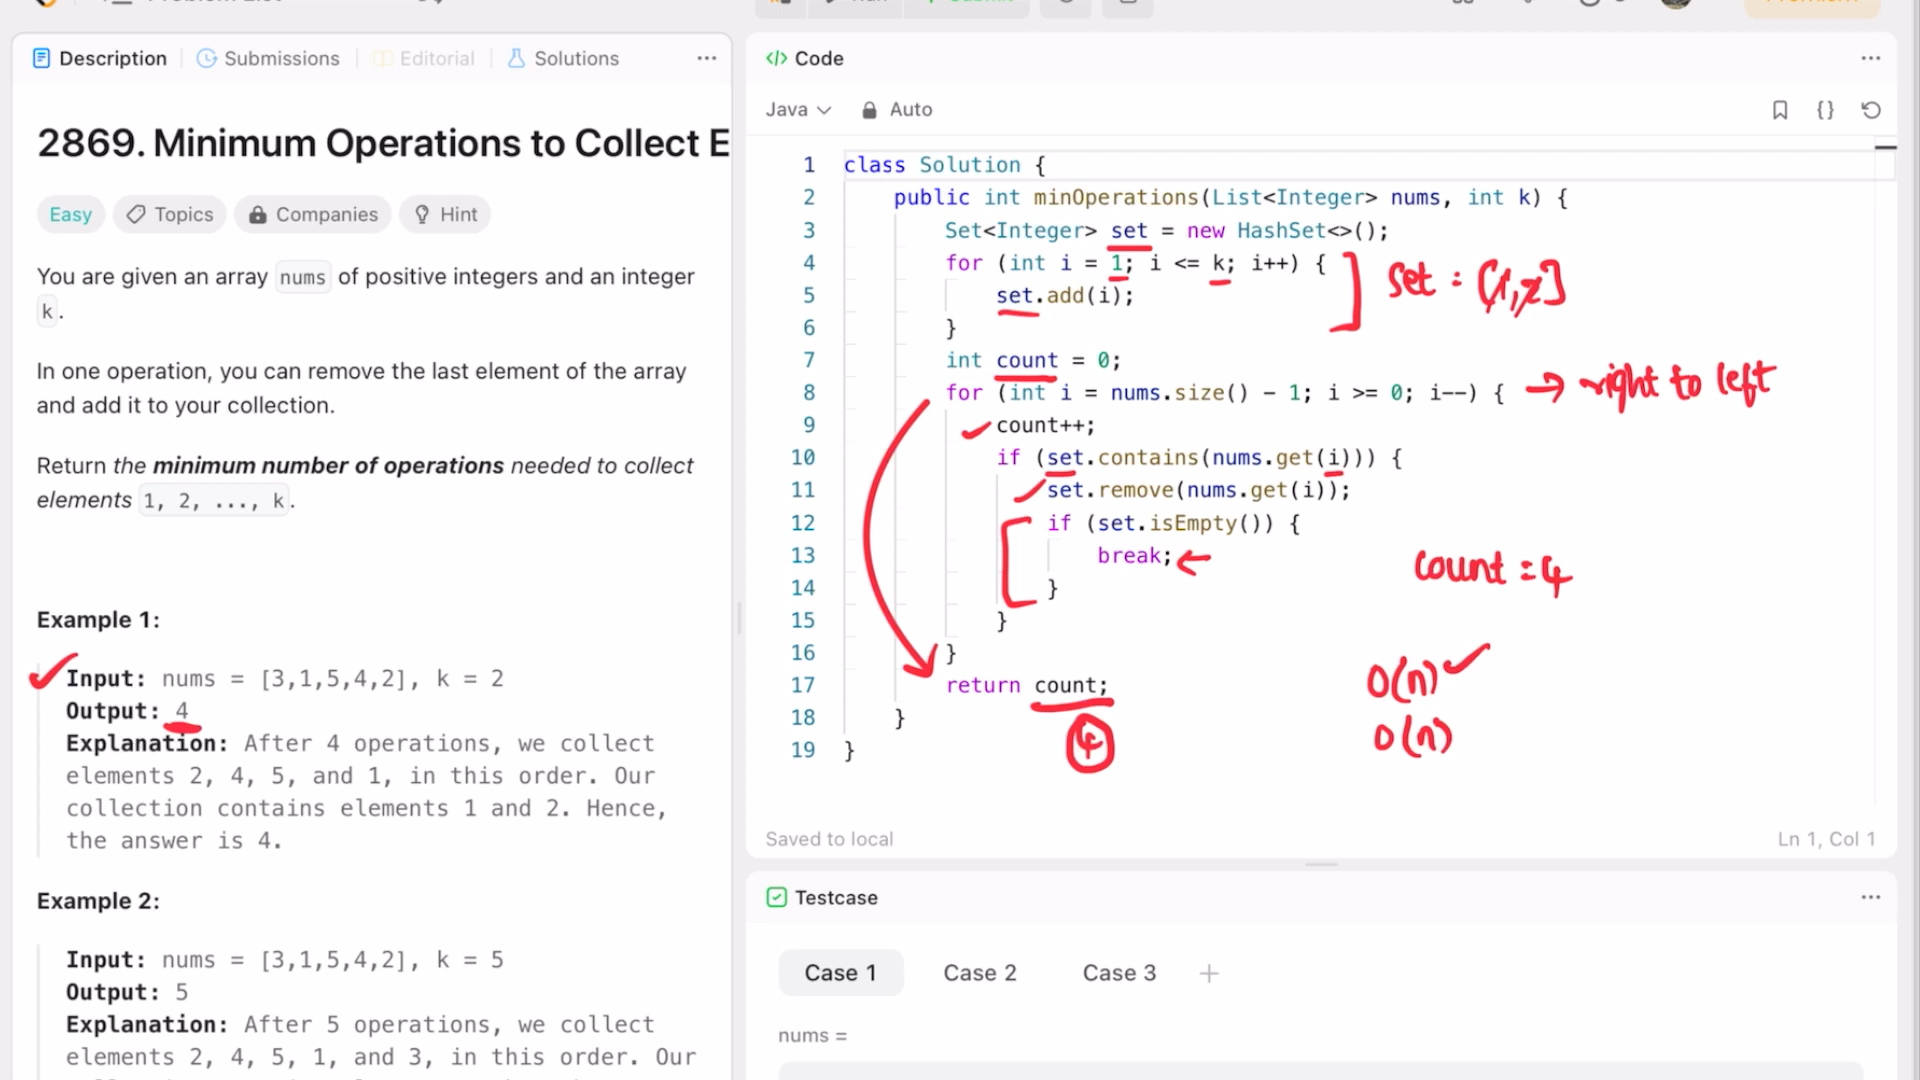 Description
Submissions
Editorial
Solutions
2869. Minimum Operations to Collect E
Easy
Topics
Companies
Hint
You are given an array nums of positive integers and an integer
k.
In one operation, you can remove the last element of the array
and add it to your collection.
Return the minimum number of operations needed to collect
elements 1, 2, ..., k.
Example 1:
Input: nums = [3,1,5,4,2], k = 2
Output: 4
Explanation: After 4 operations, we collect
elements 2, 4, 5, and 1, in this order. Our
collection contains elements 1 and 2. Hence,
the answer is 4.
Example 2:
Input: nums = [3,1,5,4,2], k = 5
Output: 5
Explanation: After 5 operations, we collect
elements 2, 4, 5, 1, and 3, in this order. Our
</> Code
Java
Auto
1 class Solution {
2 public int minOperations(List<Integer> nums, int k) {
3 Set<Integer> set = new HashSet<>();
4 for (int i = 1; i <= k; i++) {
5 set.add(i);
6 }
7 int count = 0;
8 for (int i = nums.size() - 1; i >= 0; i--) {
9 count++;
10 if (set.contains(nums.get(i))) {
11 set.remove(nums.get(i));
12 if (set.isEmpty()) {
13 break;
14 }
15 }
16 }
17 return count;
18 }
19 }
set : [1,2]
→ right to left
count = 4
O(n)
O(n)
4
Saved to local
Ln 1, Col 1
Testcase
Case 1
Case 2
Case 3
+
nums =